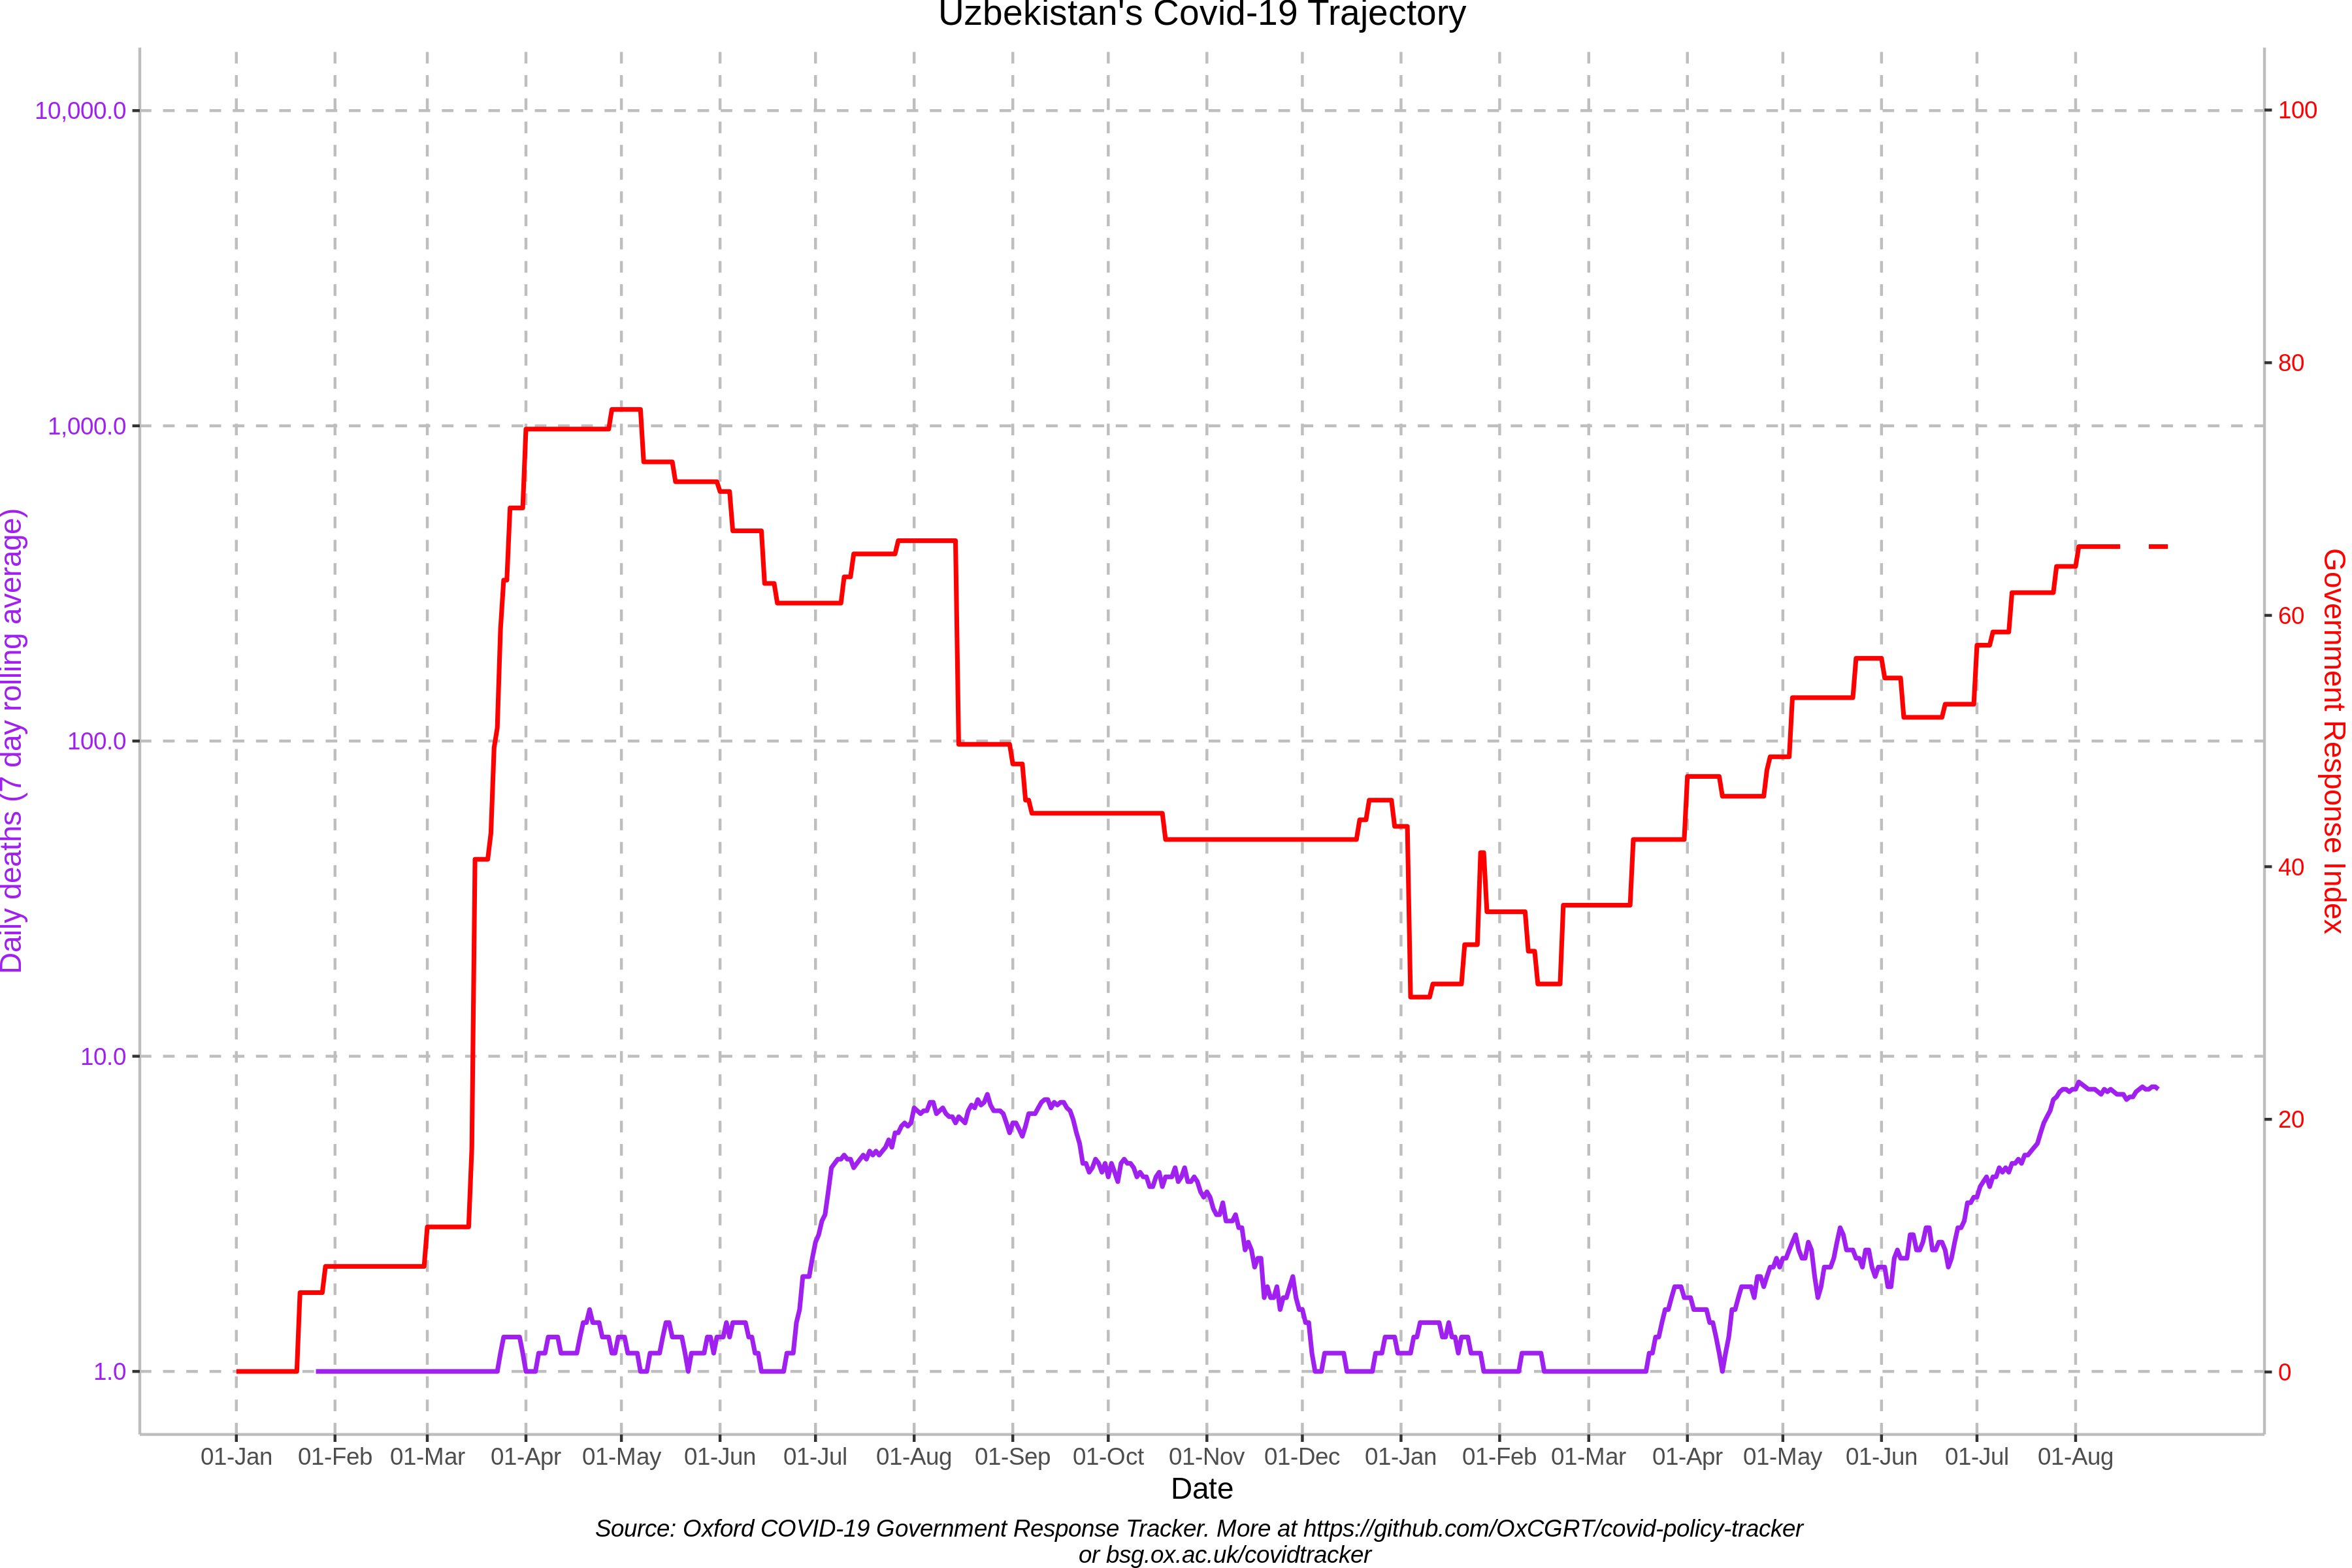 Uzbekistan's Covid-19 Trajectory
Daily deaths (7 day rolling average)
10,000.0
1,000.0
100.0
10.0
1.0
100
80
60
40
20
0
Government Response Index
01-Jan 01-Feb 01-Mar 01-Apr 01-May 01-Jun 01-Jul 01-Aug 01-Sep 01-Oct 01-Nov 01-Dec 01-Jan 01-Feb 01-Mar 01-Apr 01-May 01-Jun 01-Jul 01-Aug
Date
Source: Oxford COVID-19 Government Response Tracker. More at https://github.com/OxCGRT/covid-policy-tracker
or bsg.ox.ac.uk/covidtracker